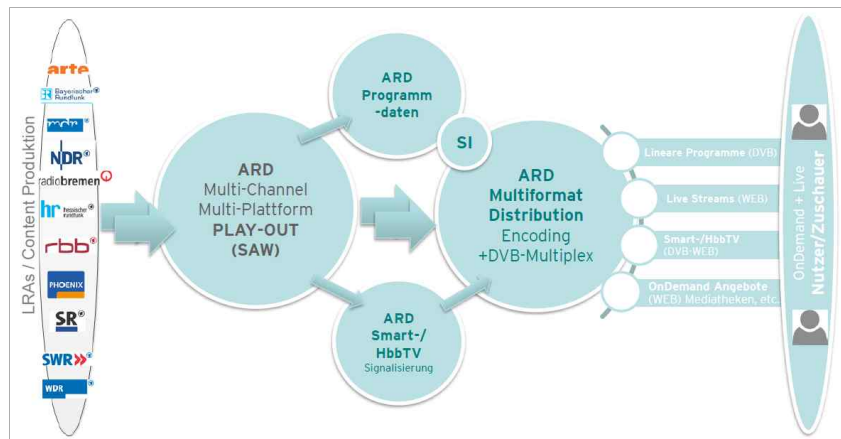 LRAs / Content Produktion
arte
Bayerischer
Rundfunk
mdr
NDR
radiobremen
hr hessischer
rundfunk
rbb
PHOENIX
SR
SWR
WDR
ARD
Multi-Channel
Multi-Plattform
PLAY-OUT
(SAW)
ARD
Programm
-daten
SI
ARD
Smart-/
HbbTV
Signalisierung
ARD
Multiformat
Distribution
Encoding
+DVB-Multiplex
Lineare Programme (DVB)
Live Streams (WEB)
Smart-/HbbTV
(DVB-WEB)
OnDemand Angebote
(WEB) Mediatheken, etc.
OnDemand + Live
Nutzer/Zuschauer